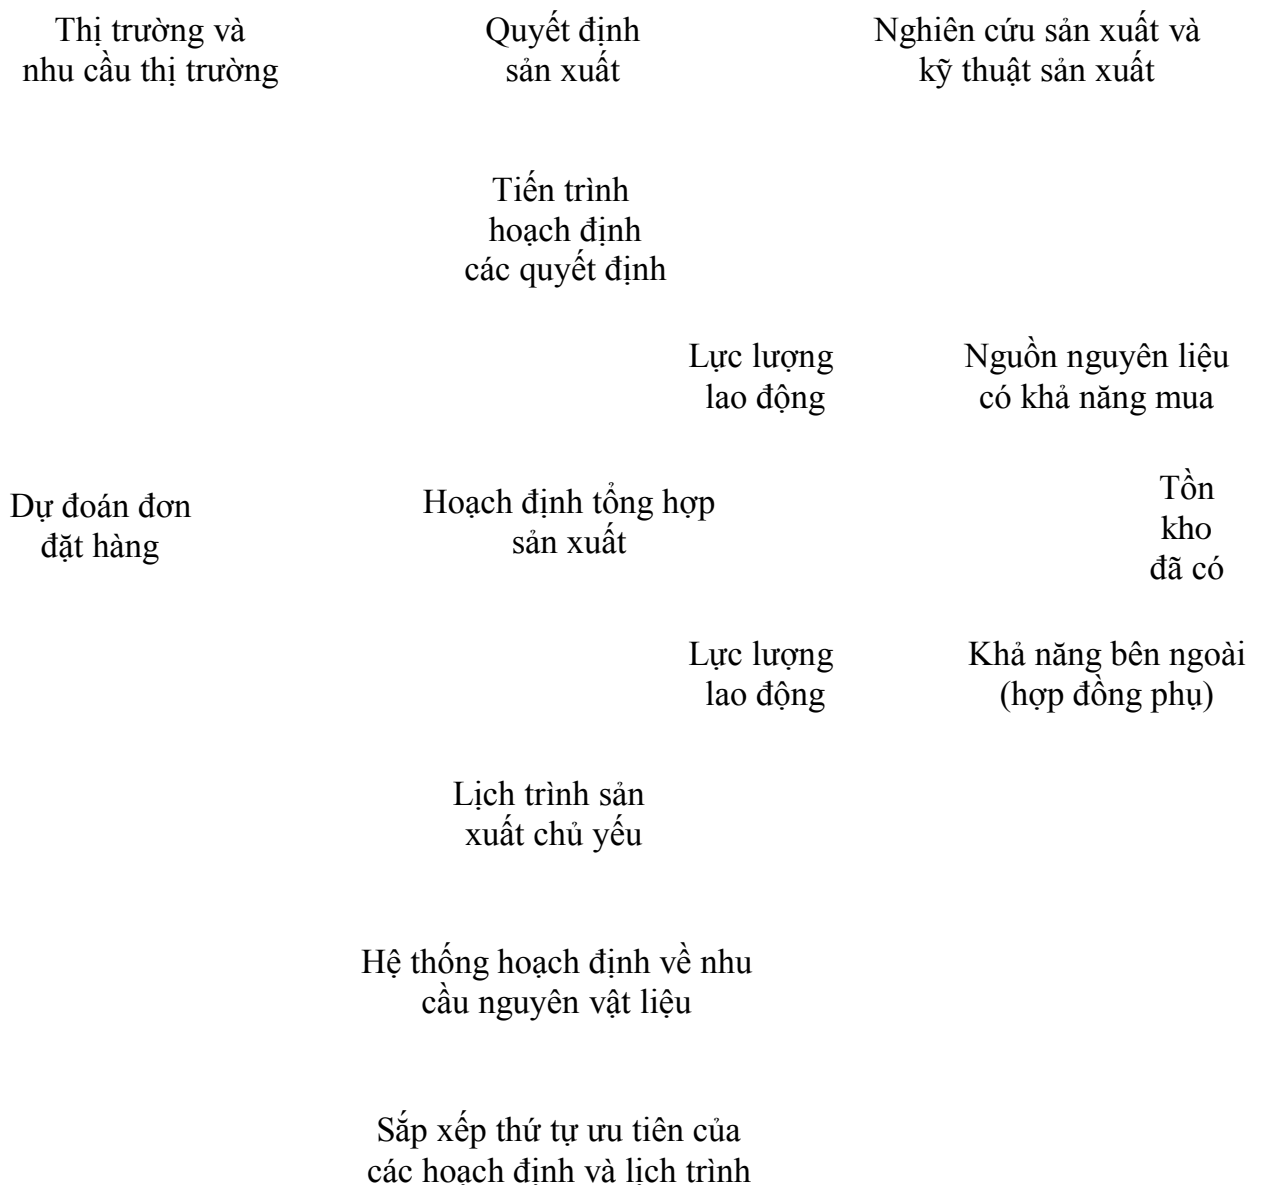 Thị trường và
nhu cầu thị trường
Quyết định
sản xuất
Nghiên cứu sản xuất và
kỹ thuật sản xuất
Tiến trình
hoạch định
các quyết định
Lực lượng
lao động
Nguồn nguyên liệu
có khả năng mua
Dự đoán đơn
đặt hàng
Hoạch định tổng hợp
sản xuất
Tồn
kho
đã có
Lực lượng
lao động
Khả năng bên ngoài
(hợp đồng phụ)
Lịch trình sản
xuất chủ yếu
Hệ thống hoạch định về nhu
cầu nguyên vật liệu
Sắp xếp thứ tự ưu tiên của
các hoạch định và lịch trình